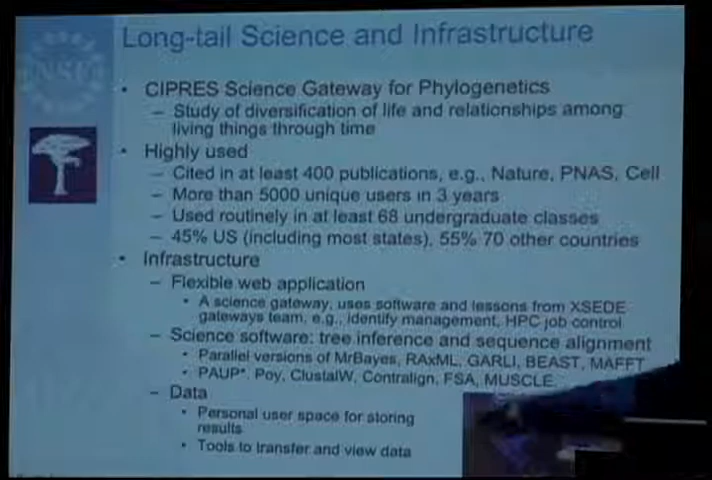 Long-tail Science and Infrastructure
NSF
• CIPRES Science Gateway for Phylogenetics
– Study of diversification of life and relationships among
living things through time
• Highly used
– Cited in at least 400 publications, e.g., Nature, PNAS, Cell
– More than 5000 unique users in 3 years
– Used routinely in at least 68 undergraduate classes
– 45% US (including most states), 55% 70 other countries
• Infrastructure
– Flexible web application
• A science gateway, uses software and lessons from XSEDE
gateways team, e.g., identify management, HPC job control
– Science software: tree inference and sequence alignment
• Parallel versions of MrBayes, RAxML, GARLI, BEAST, MAFFT
• PAUP*, Poy, ClustalW, Contralign, FSA, MUSCLE,
– Data
• Personal user space for storing
results
• Tools to transfer and view data